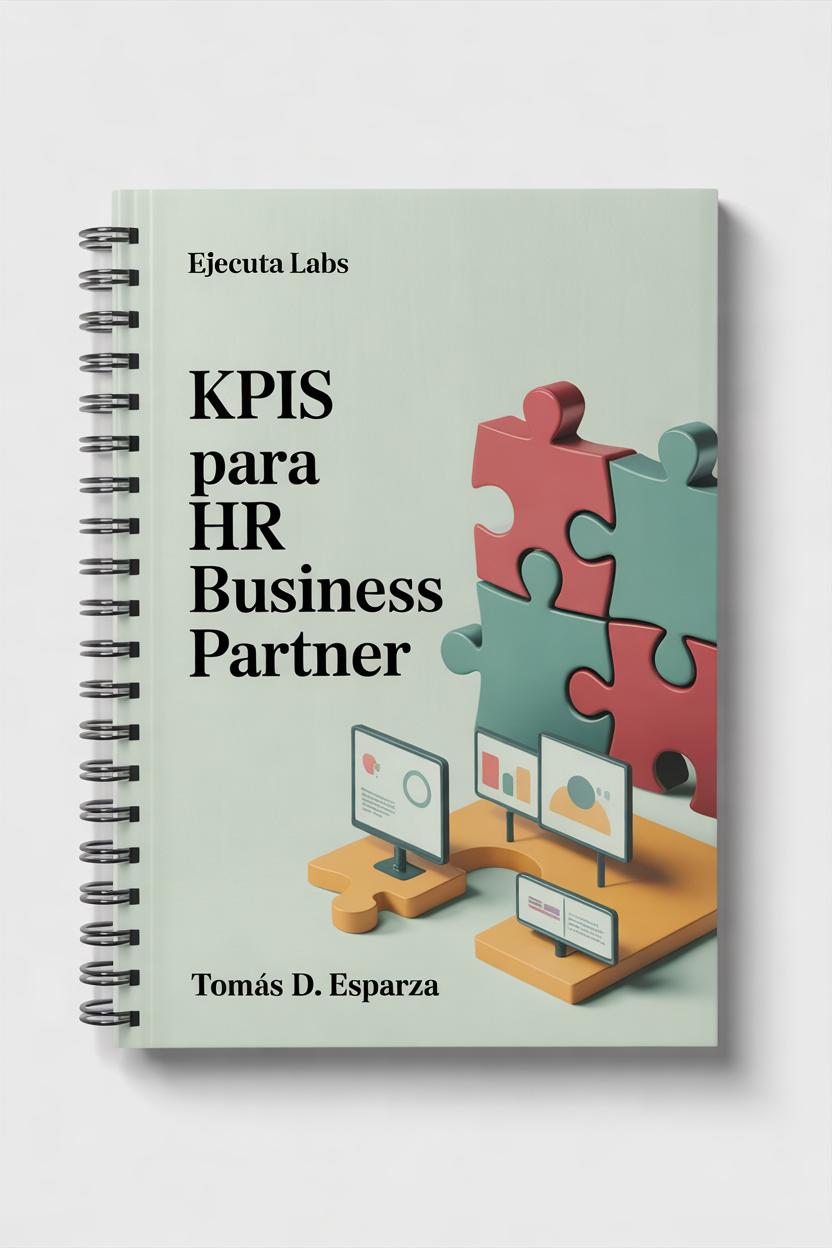 Ejecuta Labs
KPIS
para
HR
Business
Partner
Tomás D. Esparza